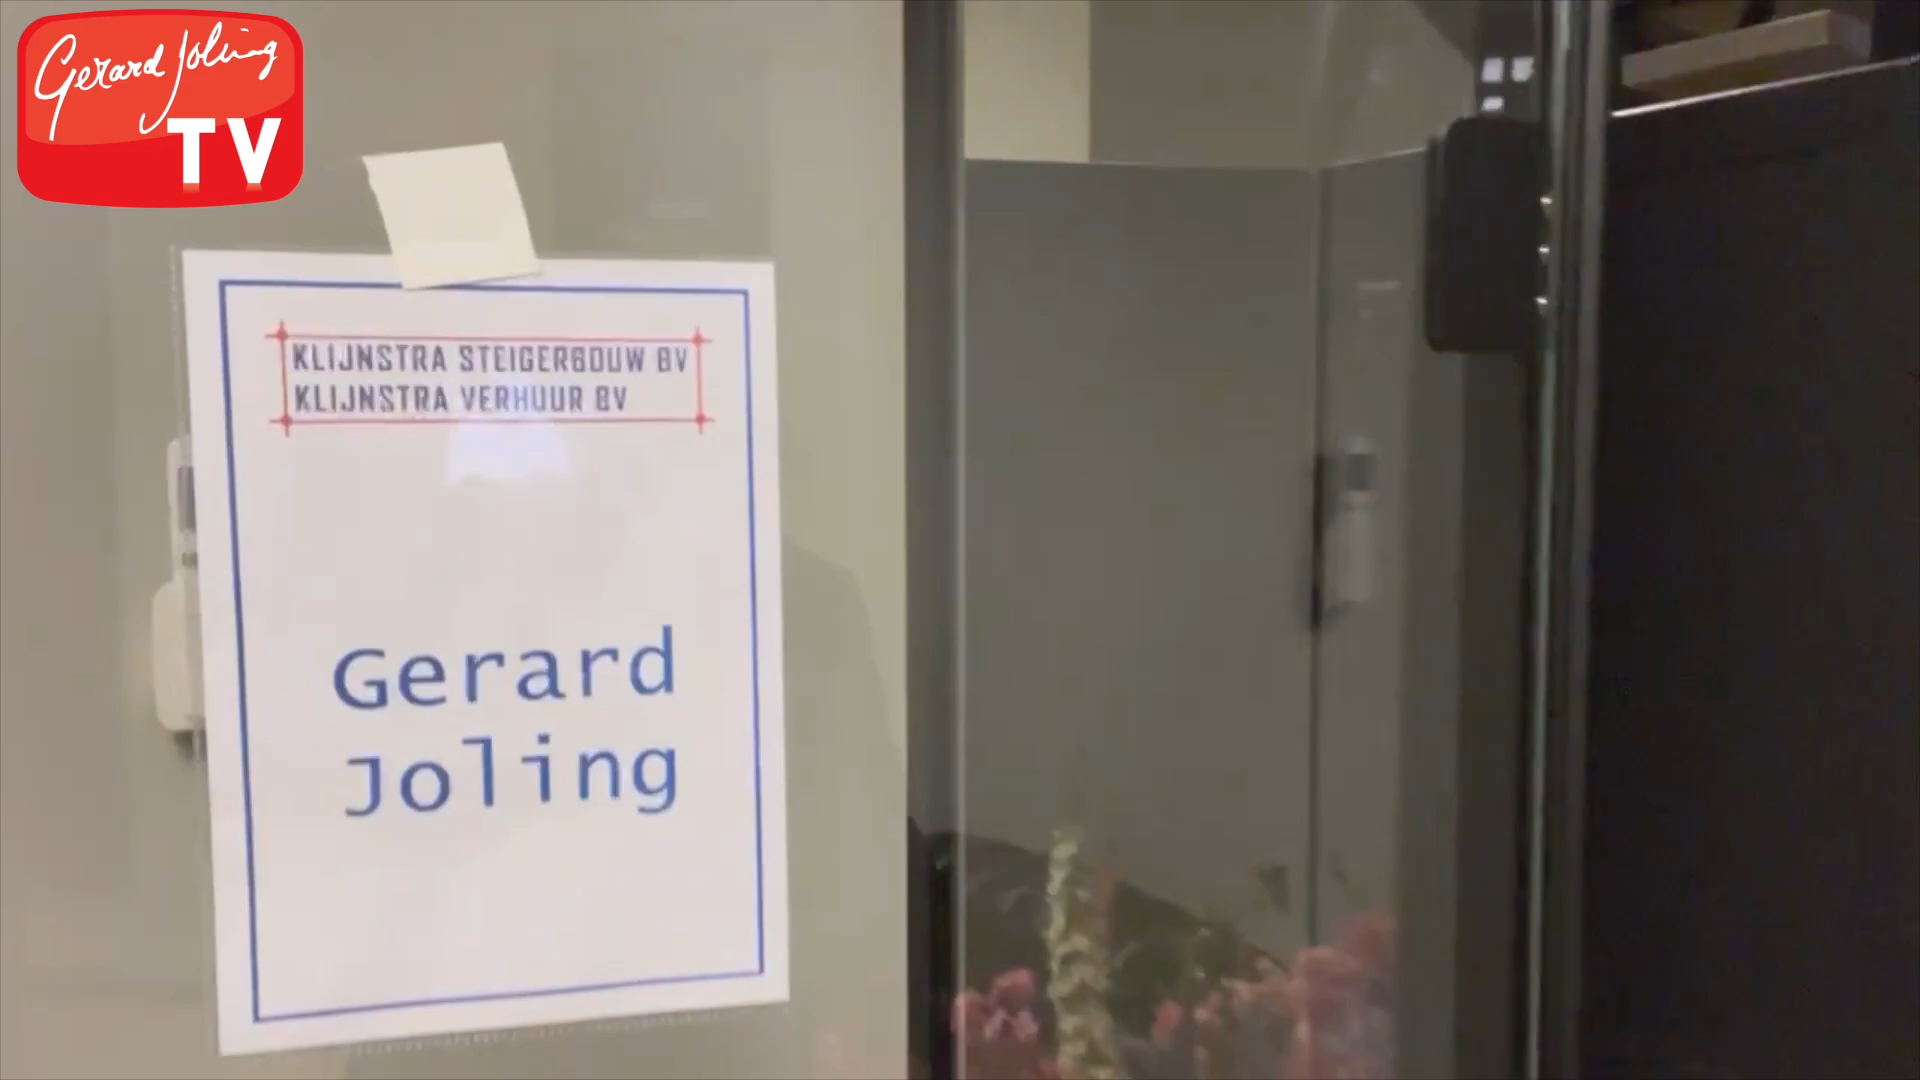 Gerard Joling
TV
KLIJNSTRA STEIGERBOUW BV
KLIJNSTRA VERHUUR BV
Gerard
Joling